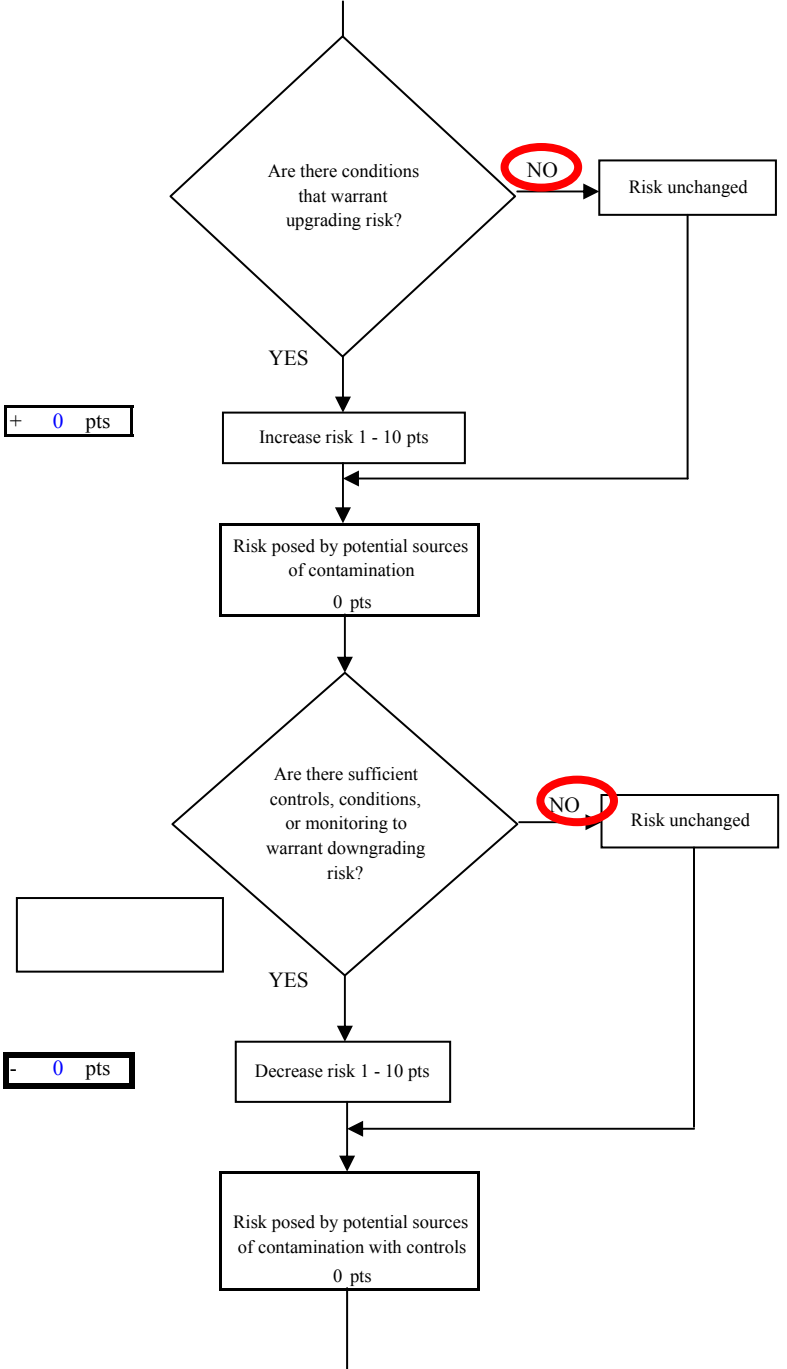 Are there conditions
that warrant
upgrading risk?
NO
Risk unchanged
YES
+ 0 pts
Increase risk 1 - 10 pts
Risk posed by potential sources
of contamination
0 pts
Are there sufficient
controls, conditions,
or monitoring to
warrant downgrading
risk?
NO
Risk unchanged
YES
- 0 pts
Decrease risk 1 - 10 pts
Risk posed by potential sources
of contamination with controls
0 pts